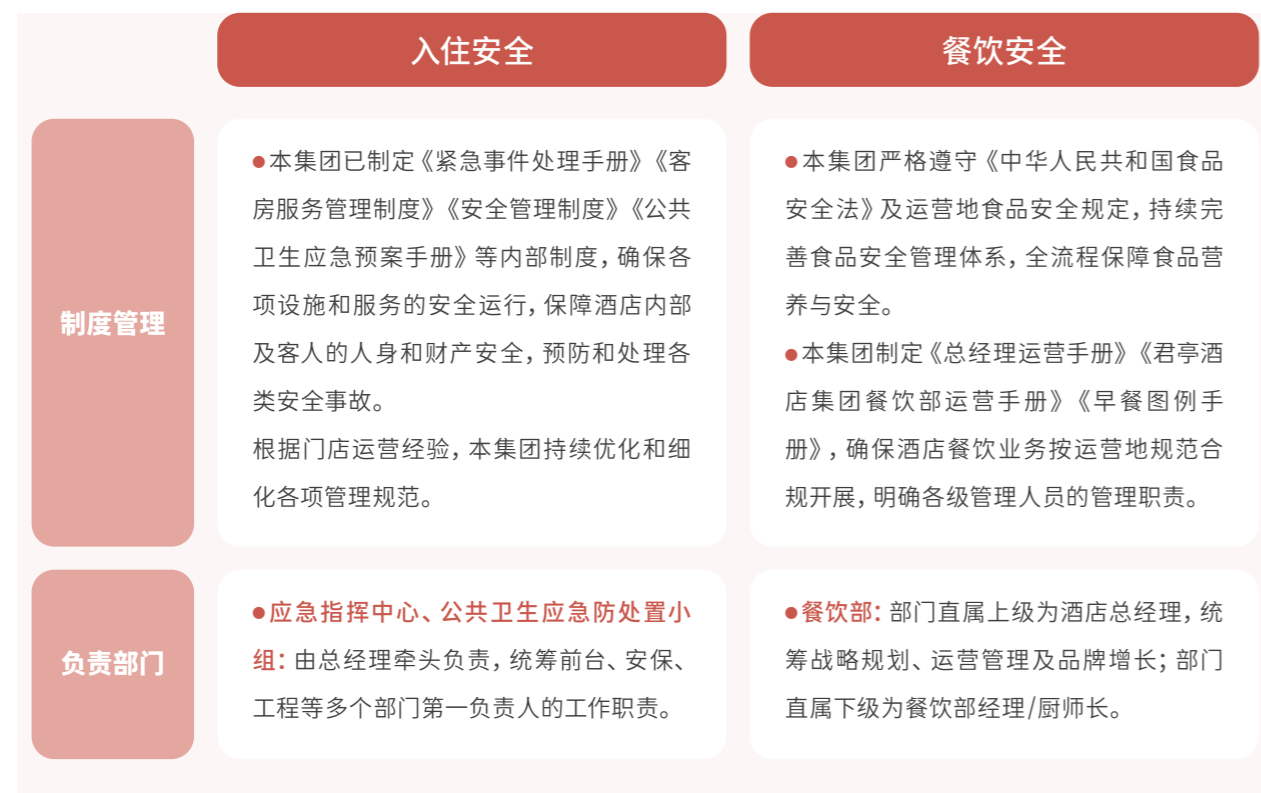 入住安全
餐饮安全
制度管理
●本集团已制定《紧急事件处理手册》《客
房服务管理制度》《安全管理制度》《公共
卫生应急预案手册》等内部制度，确保各
项设施和服务的安全运行，保障酒店内部
及客人的人身和财产安全，预防和处理各
类安全事故。
根据门店运营经验，本集团持续优化和细
化各项管理规范。
●本集团严格遵守《中华人民共和国食品
安全法》及运营地食品安全规定，持续完
善食品安全管理体系，全流程保障食品营
养与安全。
●本集团制定《总经理运营手册》《君亭酒
店集团餐饮部运营手册》《早餐图例手
册》，确保酒店餐饮业务按运营地规范合
规开展，明确各级管理人员的管理职责。
负责部门
●应急指挥中心、公共卫生应急防处置小
组：由总经理牵头负责，统筹前台、安保、
工程等多个部门第一负责人的工作职责。
●餐饮部：部门直属上级为酒店总经理，统
筹战略规划、运营管理及品牌增长；部门
直属下级为餐饮部经理/厨师长。